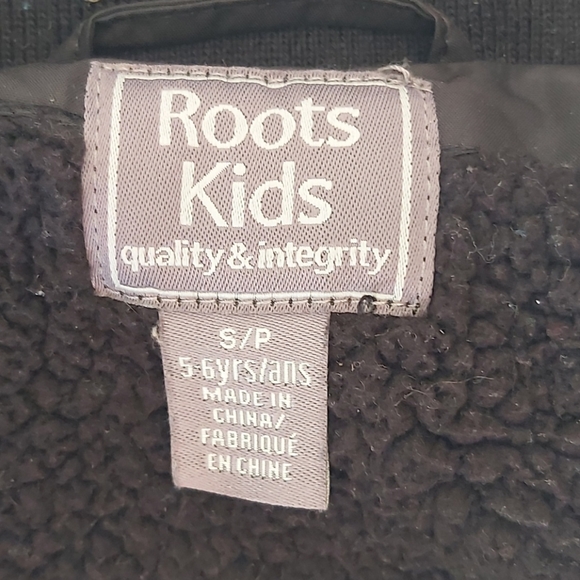 Roots
Kids
quality & integrity
S/P
5-6yrs/ans
MADE IN
CHINA/
FABRIQUÉ
EN CHINE